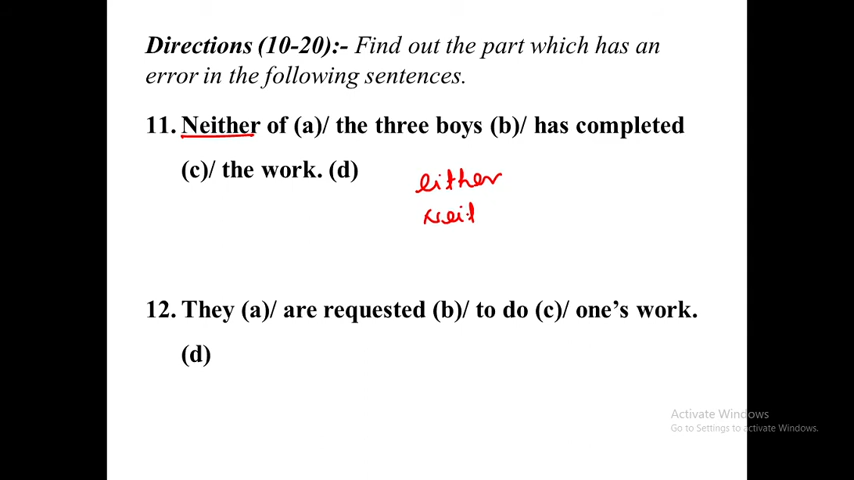 Directions (10-20):- Find out the part which has an
error in the following sentences.
11. Neither of (a)/ the three boys (b)/ has completed
(c)/ the work. (d)
either
neit
12. They (a)/ are requested (b)/ to do (c)/ one's work.
(d)
Activate Windows
Go to Settings to activate Windows.